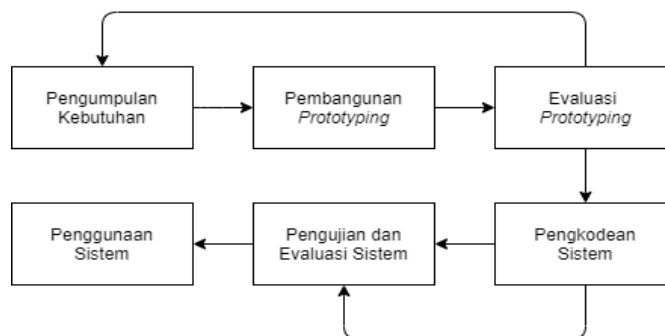 Pengumpulan
Kebutuhan
Pembangunan
Prototyping
Evaluasi
Prototyping
Penggunaan
Sistem
Pengujian dan
Evaluasi Sistem
Pengkodean
Sistem